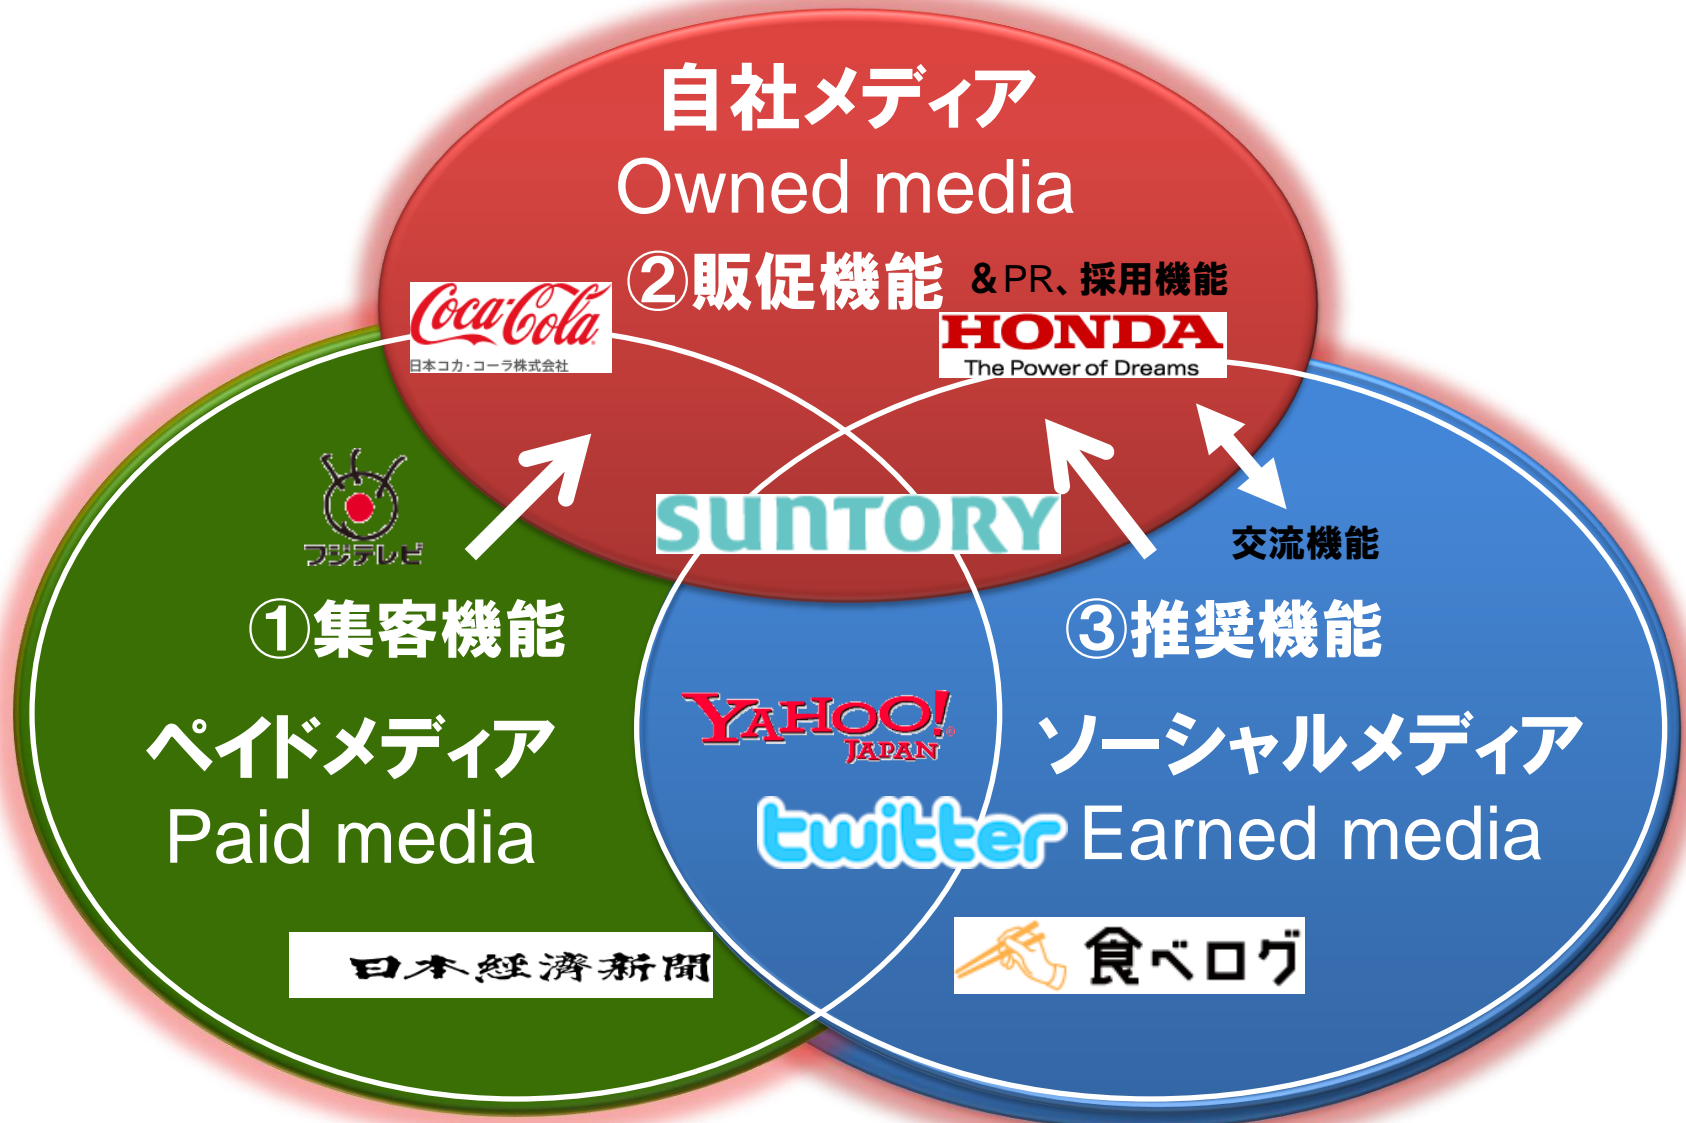 自社メディア
Owned media
②販促機能 &PR、採用機能
Coca-Cola
日本コカ・コーラ株式会社
HONDA
The Power of Dreams
フジテレビ
SUNTORY
交流機能
①集客機能
③推奨機能
YAHOO!
JAPAN
ペイドメディア
ソーシャルメディア
Paid media
twitter
Earned media
日本経済新聞
食べログ